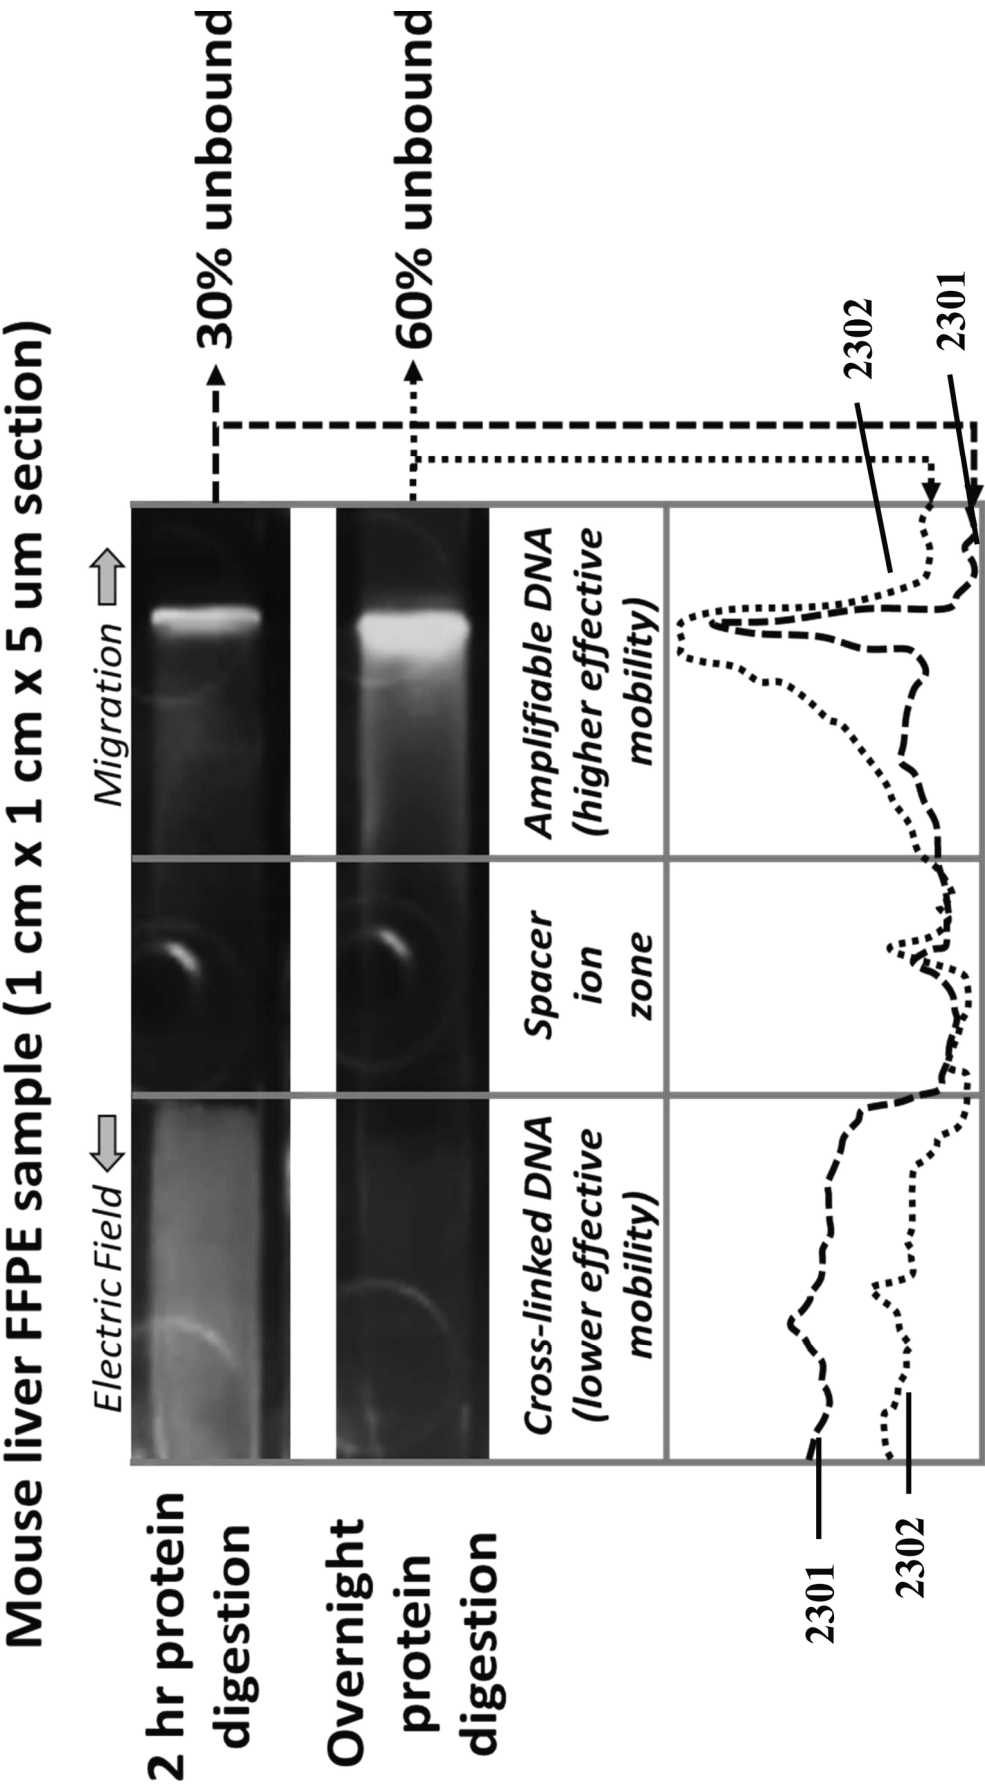 Mouse liver FFPE sample (1 cm x 1 cm x 5 um section)
Electric Field
Migration
2 hr protein
digestion
30% unbound
Overnight
protein
digestion
60% unbound
Cross-linked DNA
(lower effective
mobility)
Spacer
ion
zone
Amplifiable DNA
(higher effective
mobility)
2301
2302
2302
2301